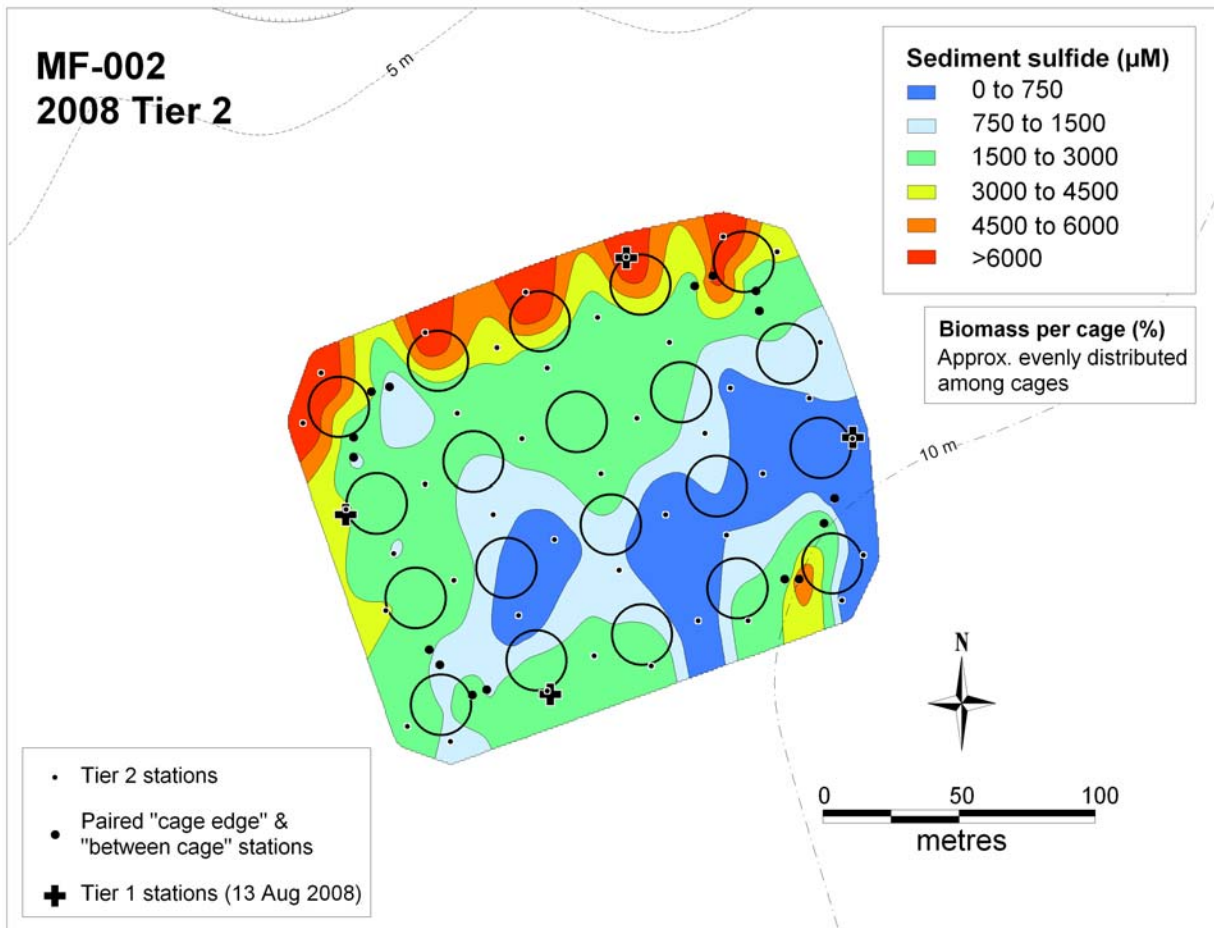 MF-002
2008 Tier 2
5 m
Sediment sulfide (µM)
0 to 750
750 to 1500
1500 to 3000
3000 to 4500
4500 to 6000
>6000
Biomass per cage (%)
Approx. evenly distributed
among cages
10 m
N
0 50 100
metres
Tier 2 stations
Paired "cage edge" &
"between cage" stations
Tier 1 stations (13 Aug 2008)